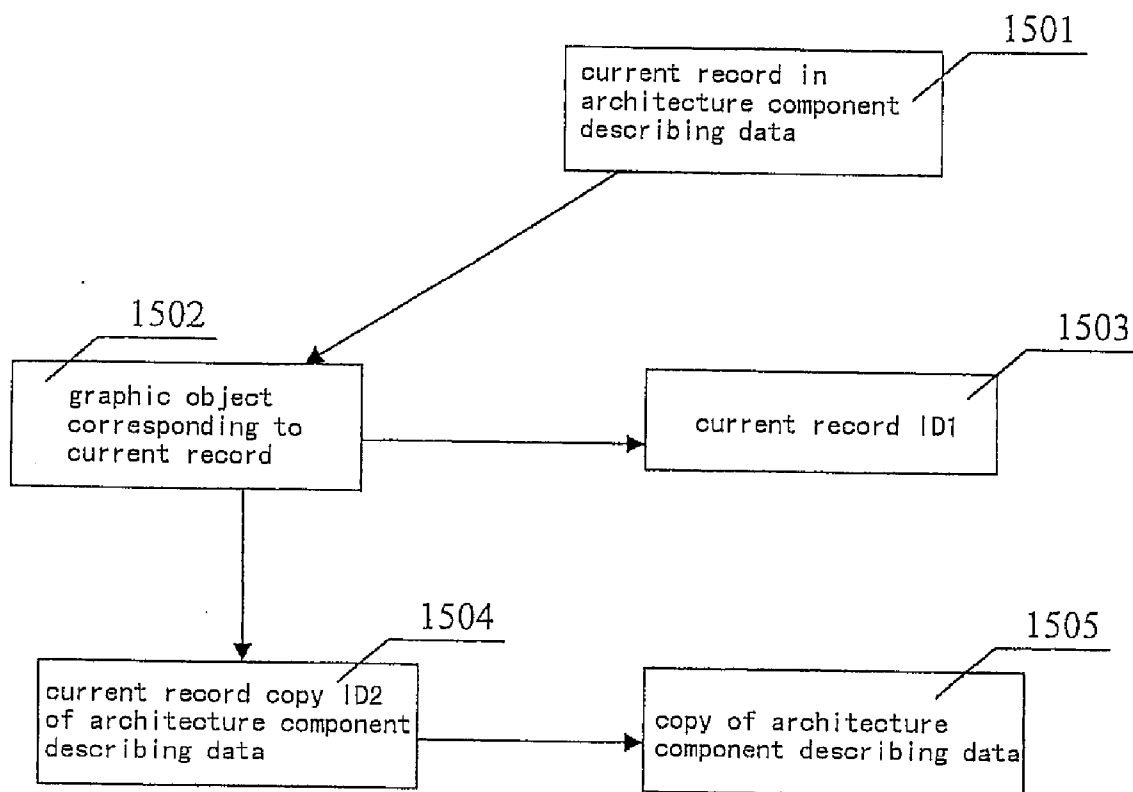 1501
current record in
architecture component
describing data
1502
graphic object
corresponding to
current record
1503
current record ID1
1504
current record copy ID2
of architecture component
describing data
1505
copy of architecture
component describing data